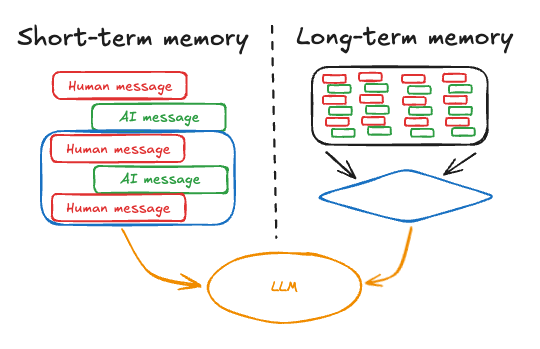 Short-term memory
Long-term memory
Human message
AI message
Human message
AI message
Human message
LLM